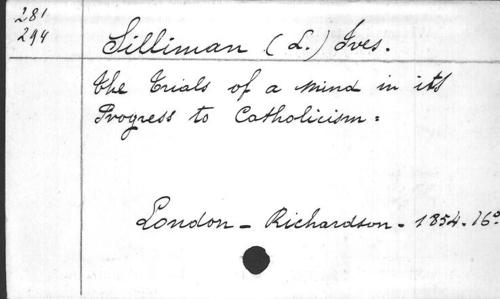 281
294
Silliman (L.) Ives.
The Trials of a Mind in its
Progress to Catholicism =
London - Richardson - 1854. 16°